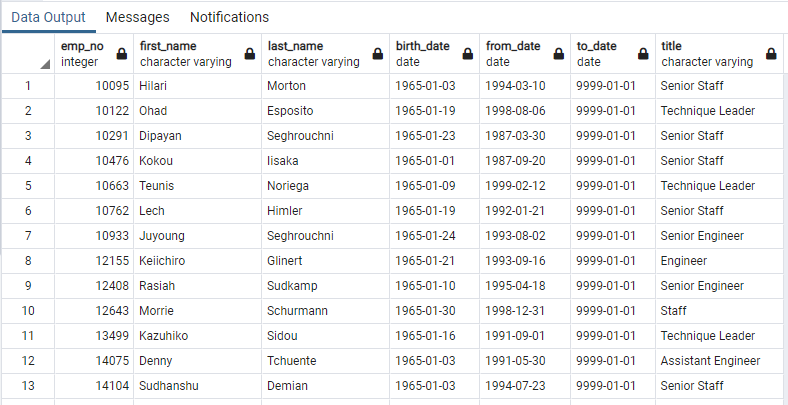 Data Output Messages Notifications
emp_no first_name last_name birth_date from_date to_date title
integer character varying character varying date date date character varying
1 10095 Hilari Morton 1965-01-03 1994-03-10 9999-01-01 Senior Staff
2 10122 Ohad Esposito 1965-01-19 1998-08-06 9999-01-01 Technique Leader
3 10291 Dipayan Seghrouchni 1965-01-23 1987-03-30 9999-01-01 Senior Staff
4 10476 Kokou Iisaka 1965-01-01 1987-09-20 9999-01-01 Senior Staff
5 10663 Teunis Noriega 1965-01-09 1999-02-12 9999-01-01 Technique Leader
6 10762 Lech Himler 1965-01-19 1992-01-21 9999-01-01 Senior Staff
7 10933 Juyoung Seghrouchni 1965-01-24 1993-08-02 9999-01-01 Senior Engineer
8 12155 Keiichiro Glinert 1965-01-21 1993-09-16 9999-01-01 Engineer
9 12408 Rasiah Sudkamp 1965-01-10 1995-04-18 9999-01-01 Senior Engineer
10 12643 Morrie Schurmann 1965-01-30 1998-12-31 9999-01-01 Staff
11 13499 Kazuhiko Sidou 1965-01-16 1991-09-01 9999-01-01 Technique Leader
12 14075 Denny Tchuente 1965-01-03 1991-05-30 9999-01-01 Assistant Engineer
13 14104 Sudhanshu Demian 1965-01-03 1994-07-23 9999-01-01 Senior Staff